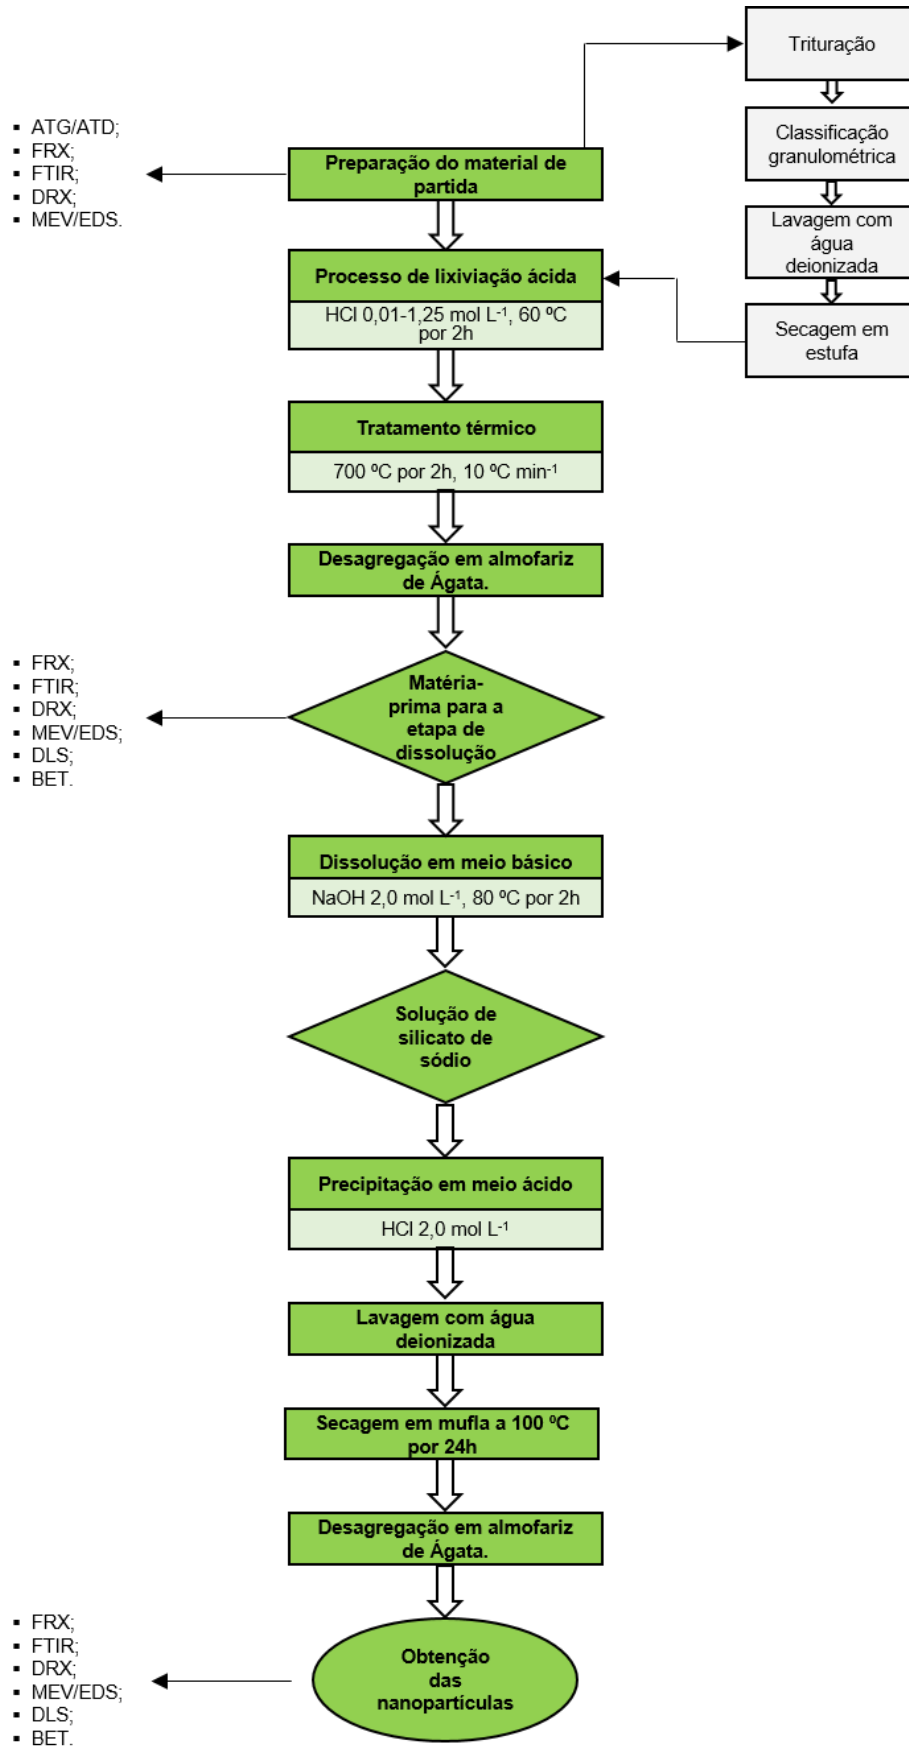 Trituração
Classificação
granulométrica
Lavagem com
água
deionizada
Secagem em
estufa
▪ ATG/ATD;
▪ FRX;
▪ FTIR;
▪ DRX;
▪ MEV/EDS.
Preparação do material de
partida
Processo de lixiviação ácida
HCl 0,01-1,25 mol L⁻¹, 60 ºC
por 2h
Tratamento térmico
700 ºC por 2h, 10 ºC min⁻¹
Desagregação em almofariz
de Ágata.
▪ FRX;
▪ FTIR;
▪ DRX;
▪ MEV/EDS;
▪ DLS;
▪ BET.
Matéria-
prima para a
etapa de
dissolução
Dissolução em meio básico
NaOH 2,0 mol L⁻¹, 80 ºC por 2h
Solução de
silicato de
sódio
Precipitação em meio ácido
HCl 2,0 mol L⁻¹
Lavagem com água
deionizada
Secagem em mufla a 100 ºC
por 24h
Desagregação em almofariz
de Ágata.
▪ FRX;
▪ FTIR;
▪ DRX;
▪ MEV/EDS;
▪ DLS;
▪ BET.
Obtenção
das
nanopartículas